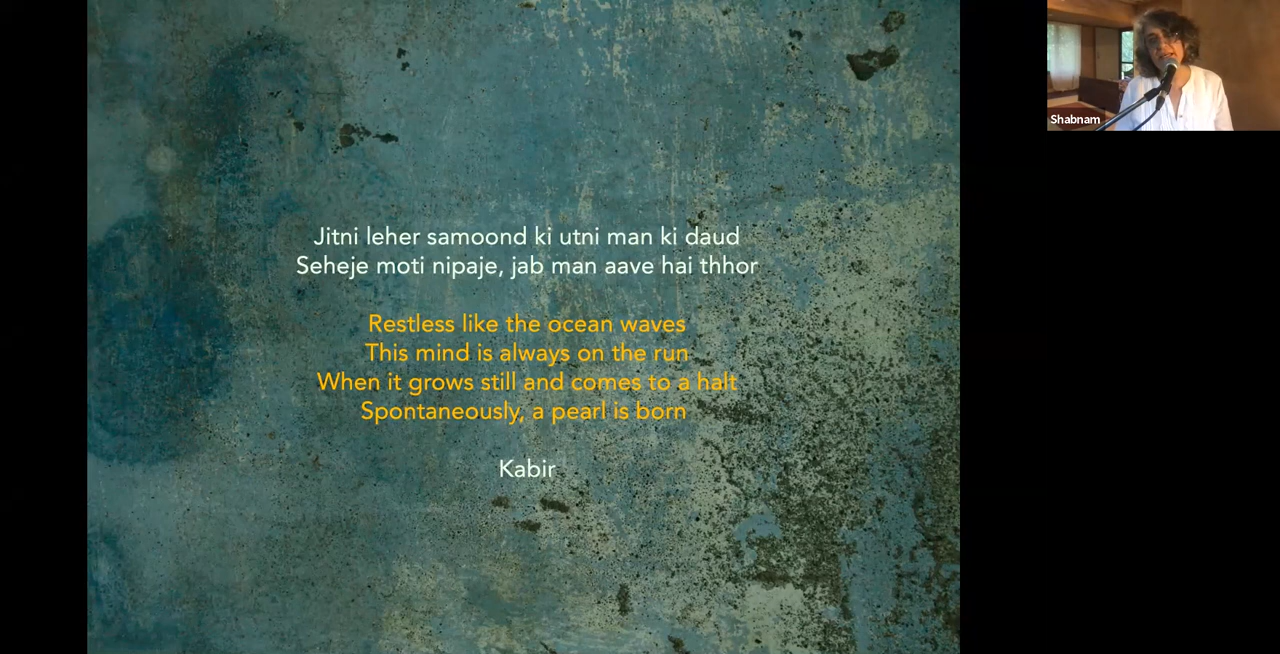 Jitni leher samoond ki utni man ki daud
Seheje moti nipaje, jab man aave hai thhor
Restless like the ocean waves
This mind is always on the run
When it grows still and comes to a halt
Spontaneously, a pearl is born
Kabir
Shabnam